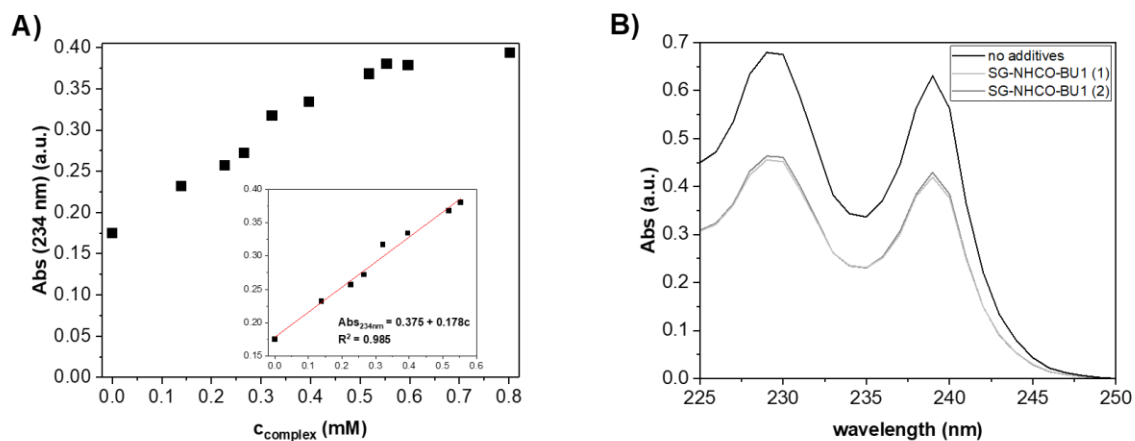 A)
0.40
0.35
0.30
0.25
0.20
0.15
0.10
0.05
0.00
Abs (234 nm) (a.u.)
0.0 0.1 0.2 0.3 0.4 0.5 0.6 0.7 0.8
c complex (mM)
0.40
0.35
0.30
0.25
0.20
0.15
0.0 0.1 0.2 0.3 0.4 0.5 0.6
Abs234nm = 0.375 + 0.178c
R² = 0.985
B)
0.7
0.6
0.5
0.4
0.3
0.2
0.1
0.0
Abs (a.u.)
no additives
SG-NHCO-BU1 (1)
SG-NHCO-BU1 (2)
225 230 235 240 245 250
wavelength (nm)